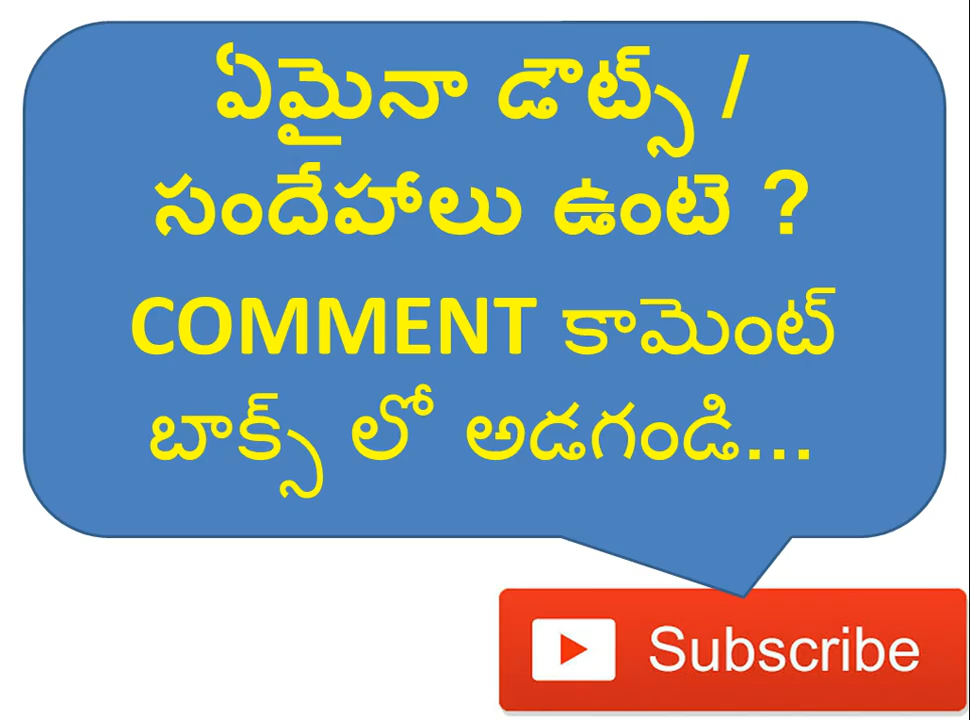 ఏమైనా డౌట్స్ /
సందేహాలు ఉంటె ?
COMMENT కామెంట్
బాక్స్ లో అడగండి...
Subscribe